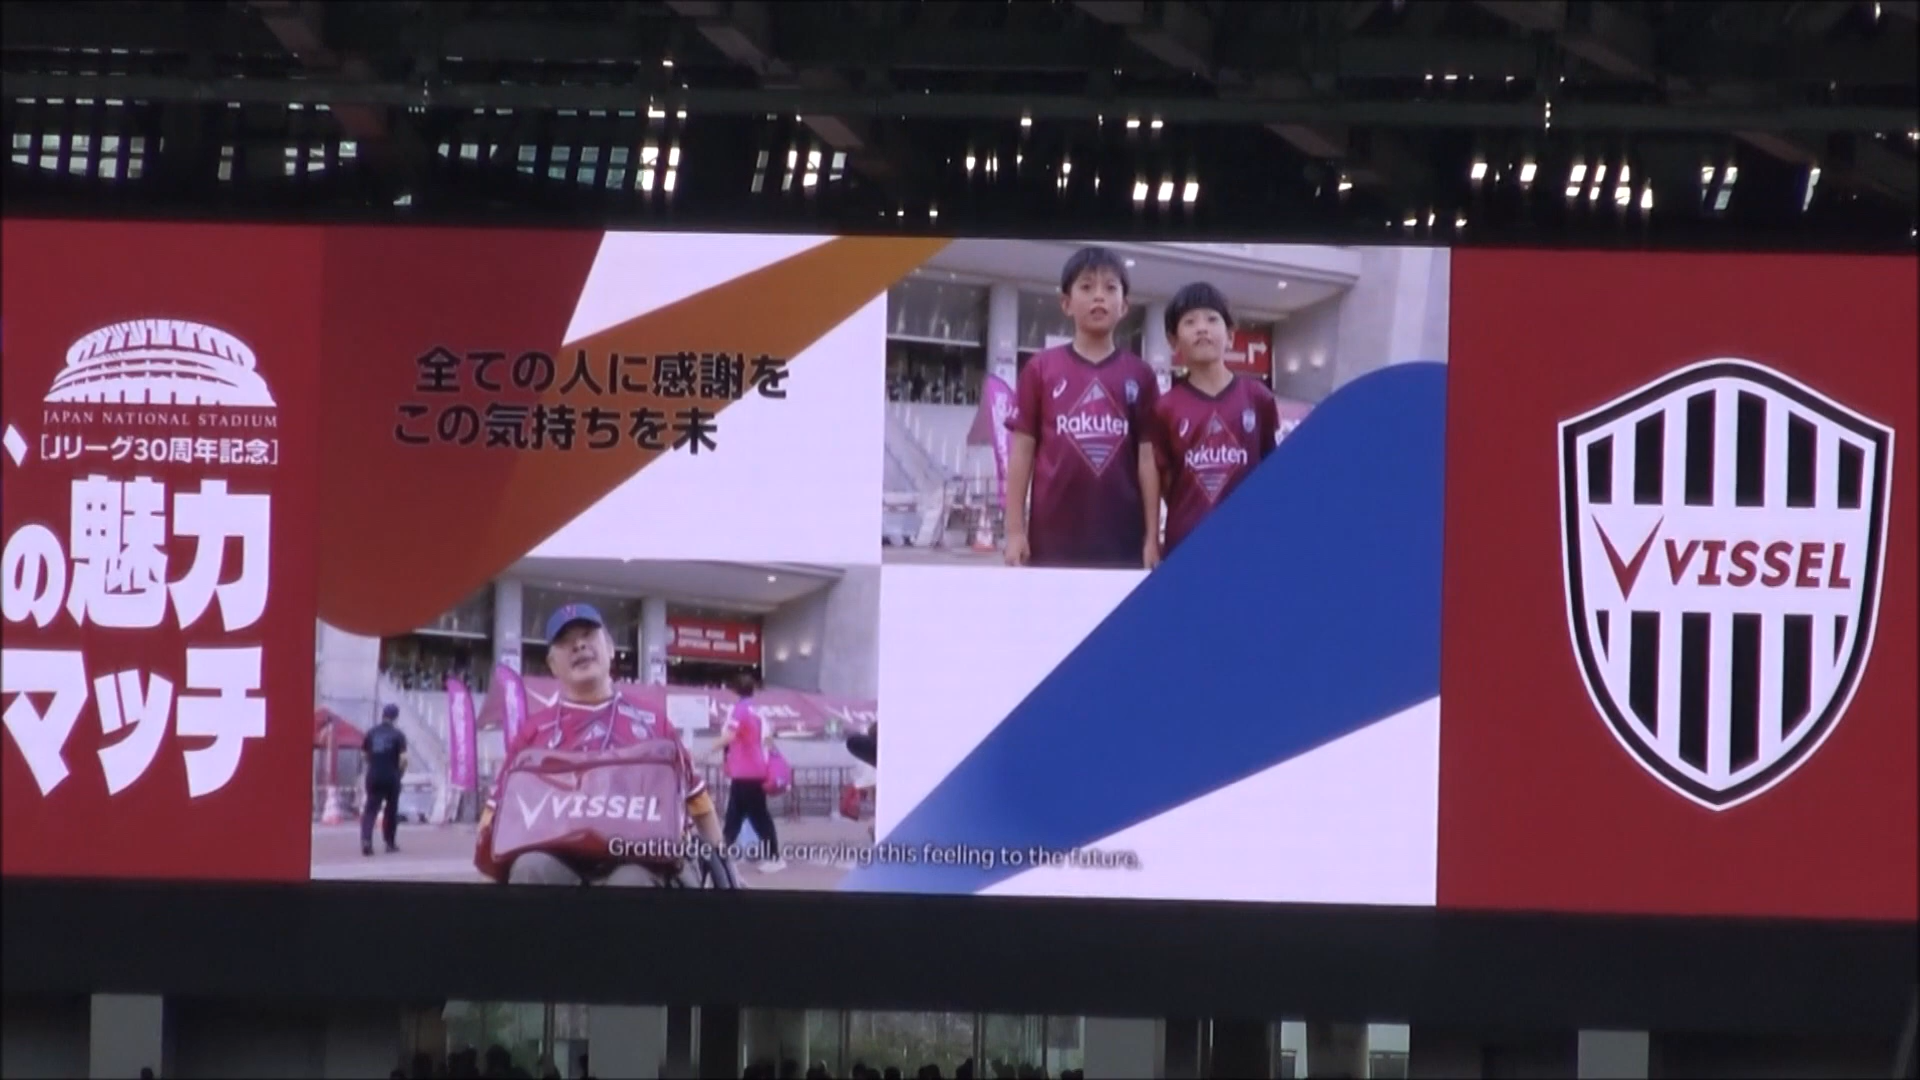 JAPAN NATIONAL STADIUM
[Jリーグ30周年記念]
の魅力
マッチ
全ての人に感謝を
この気持ちを未
Rakuten
Rakuten
VISSEL
VISSEL
VISSEL
Gratitude to all, carrying this feeling to the future.